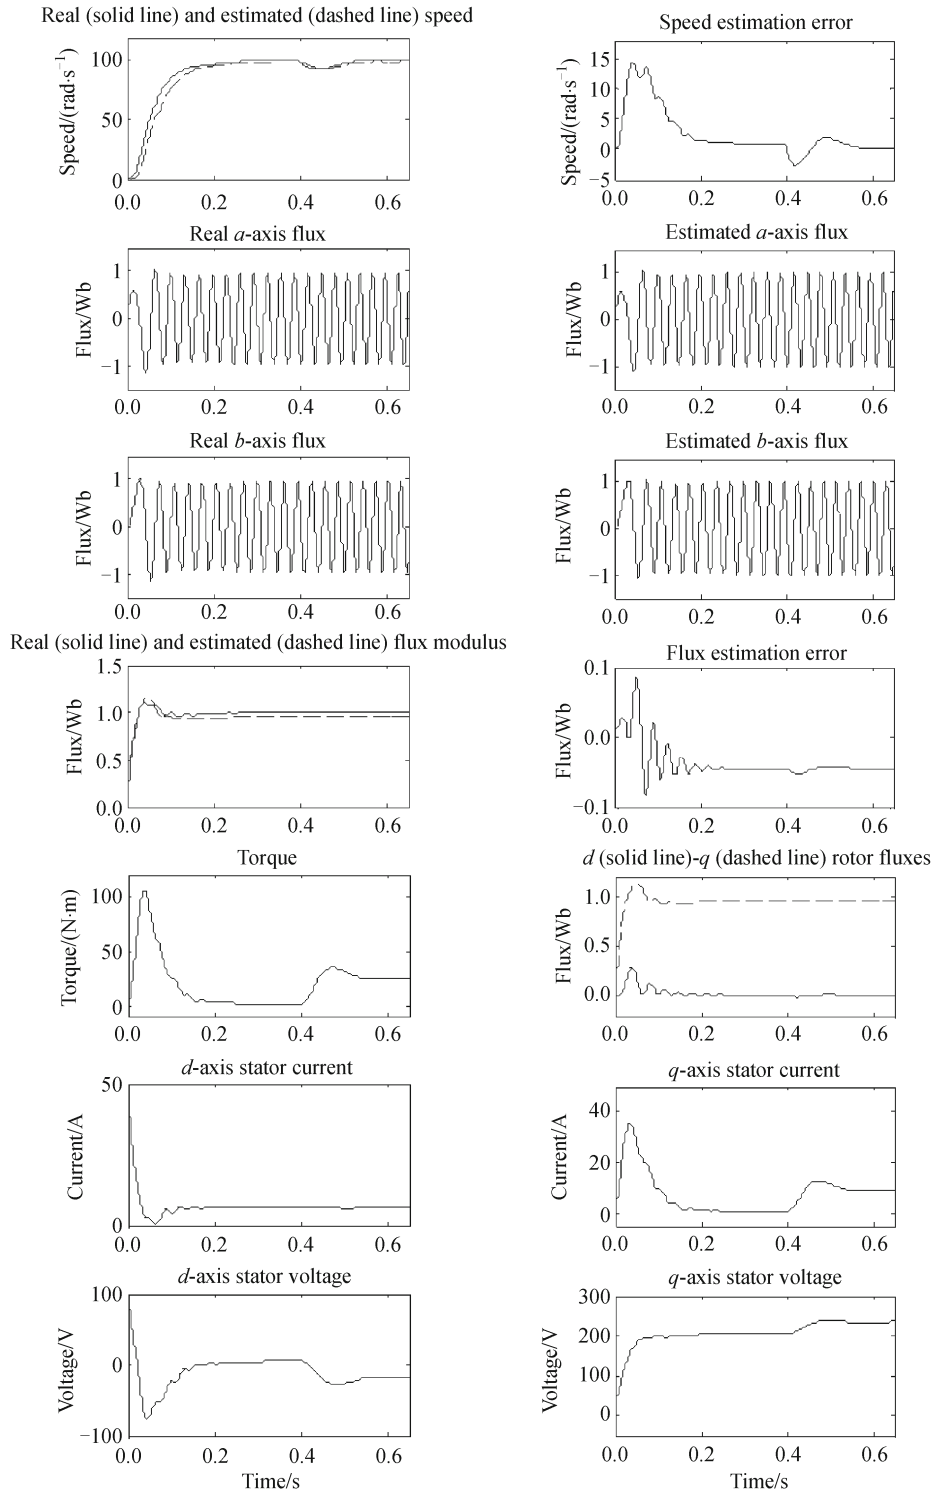 Real (solid line) and estimated (dashed line) speed
Speed/(rad·s⁻¹)
100
50
0
0.0 0.2 0.4 0.6
Speed estimation error
Speed/(rad·s⁻¹)
15
10
5
0
−5
0.0 0.2 0.4 0.6
Real a-axis flux
Flux/Wb
1
0
−1
0.0 0.2 0.4 0.6
Estimated a-axis flux
Flux/Wb
1
0
−1
0.0 0.2 0.4 0.6
Real b-axis flux
Flux/Wb
1
0
−1
0.0 0.2 0.4 0.6
Estimated b-axis flux
Flux/Wb
1
0
−1
0.0 0.2 0.4 0.6
Real (solid line) and estimated (dashed line) flux modulus
Flux/Wb
1.5
1.0
0.5
0.0
0.0 0.2 0.4 0.6
Flux estimation error
Flux/Wb
0.1
0.0
−0.1
0.0 0.2 0.4 0.6
Torque
Torque/(N·m)
100
50
0
0.0 0.2 0.4 0.6
d (solid line)-q (dashed line) rotor fluxes
Flux/Wb
1.0
0.5
0.0
0.0 0.2 0.4 0.6
d-axis stator current
Current/A
50
0
0.0 0.2 0.4 0.6
q-axis stator current
Current/A
40
20
0
0.0 0.2 0.4 0.6
d-axis stator voltage
Voltage/V
100
0
−100
0.0 0.2 0.4 0.6
Time/s
q-axis stator voltage
Voltage/V
300
200
100
0
0.0 0.2 0.4 0.6
Time/s